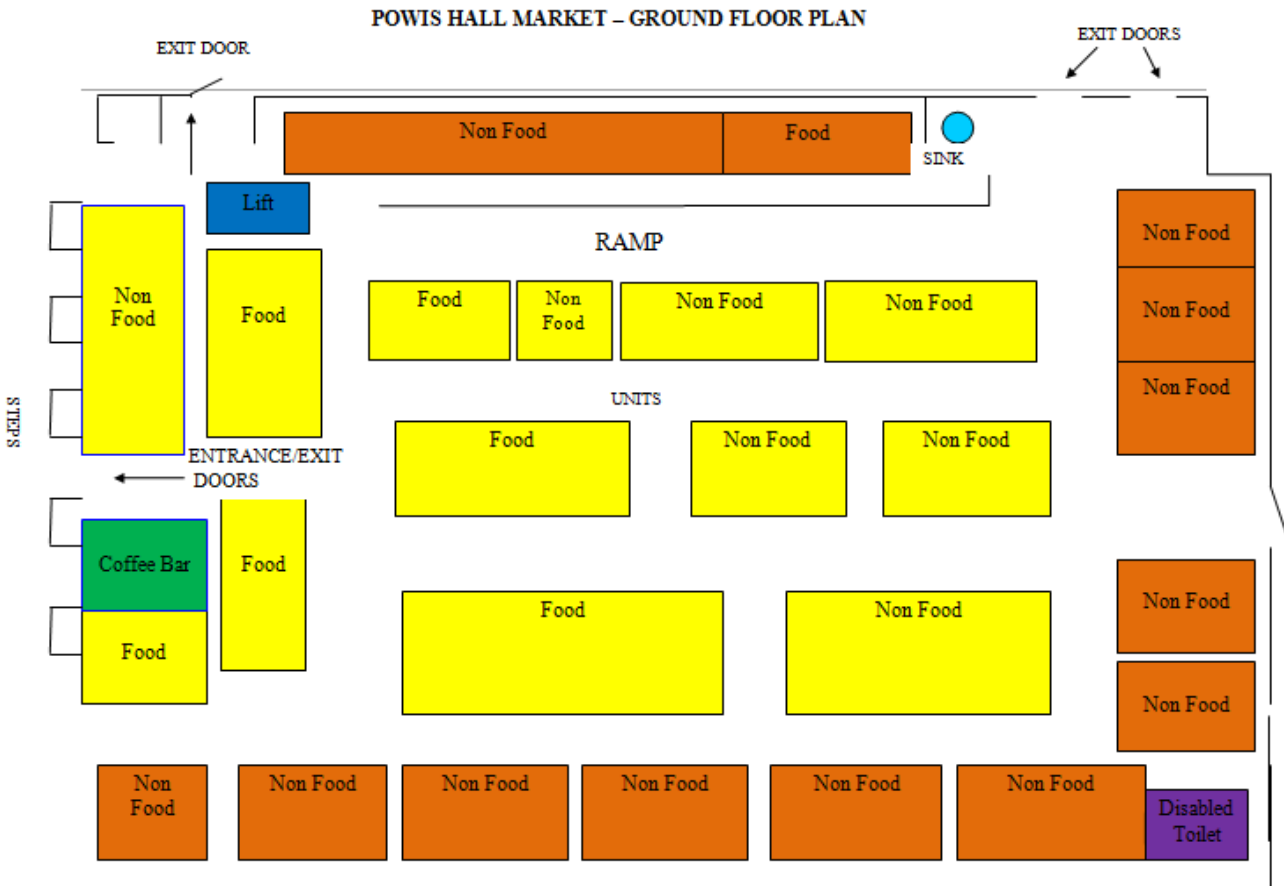 POWIS HALL MARKET – GROUND FLOOR PLAN
EXIT DOOR
EXIT DOORS
Non Food
Food
SINK
Lift
RAMP
Non
Food
Food
Food
Non
Food
Non Food
Non Food
Non Food
Non Food
Non Food
UNITS
STEPS
Food
Non Food
Non Food
ENTRANCE/EXIT
DOORS
Coffee Bar
Food
Food
Food
Non Food
Non Food
Non Food
Non
Food
Non Food
Non Food
Non Food
Non Food
Non Food
Disabled
Toilet